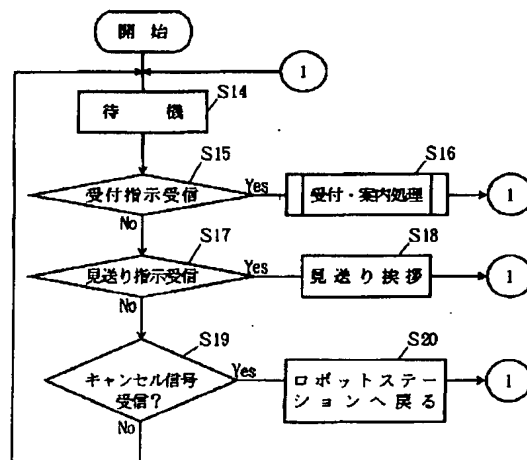 開始
1
S14
待機
S15
受付指示受信
Yes
No
S16
受付・案内処理
1
S17
見送り指示受信
Yes
No
S18
見送り挨拶
1
S19
キャンセル信号
受信?
Yes
No
S20
ロボットステー
ションへ戻る
1